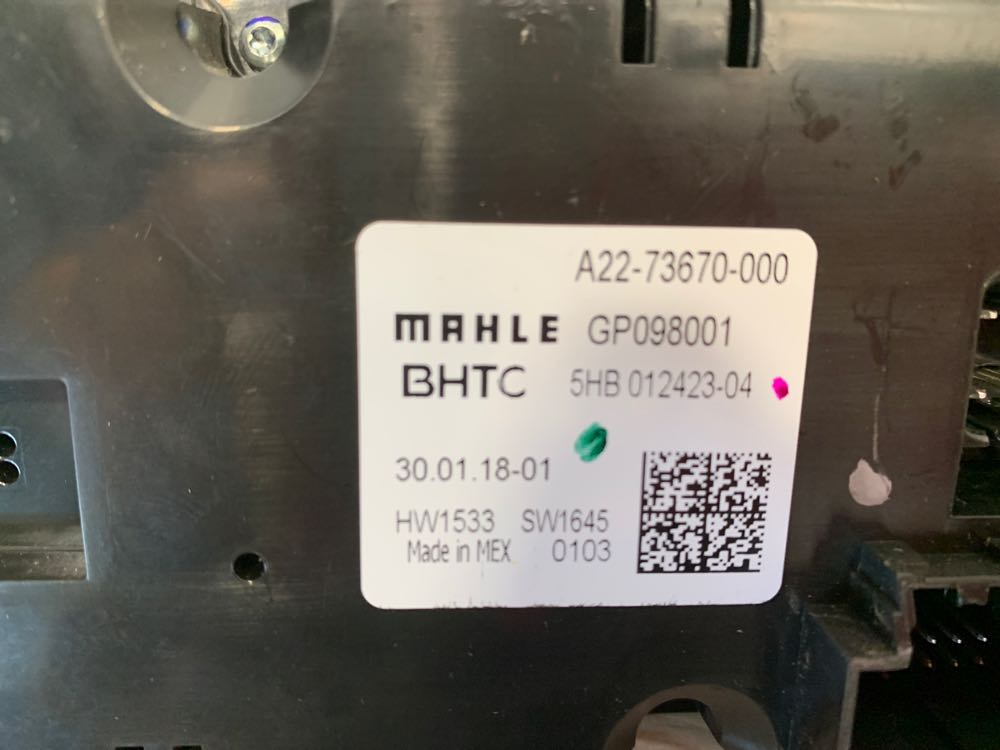 A22-73670-000
MAHLE GP098001
BHTC 5HB 012423-04
30.01.18-01
HW1533 SW1645
Made in MEX 0103